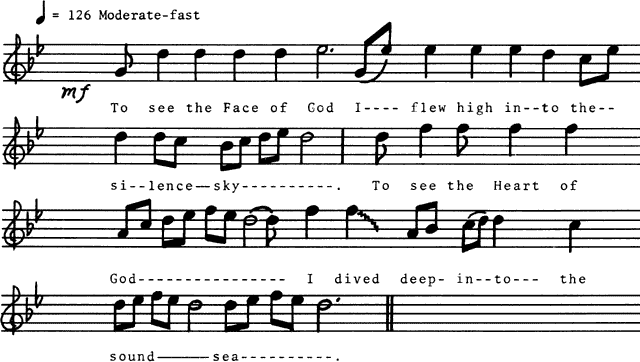 = 126 Moderate-fast
mf
To see the Face of God I---- flew high in--to the--
si--lence——sky----------. To see the Heart of
God---------------- I dived deep- in--to--- the
sound———sea----------.